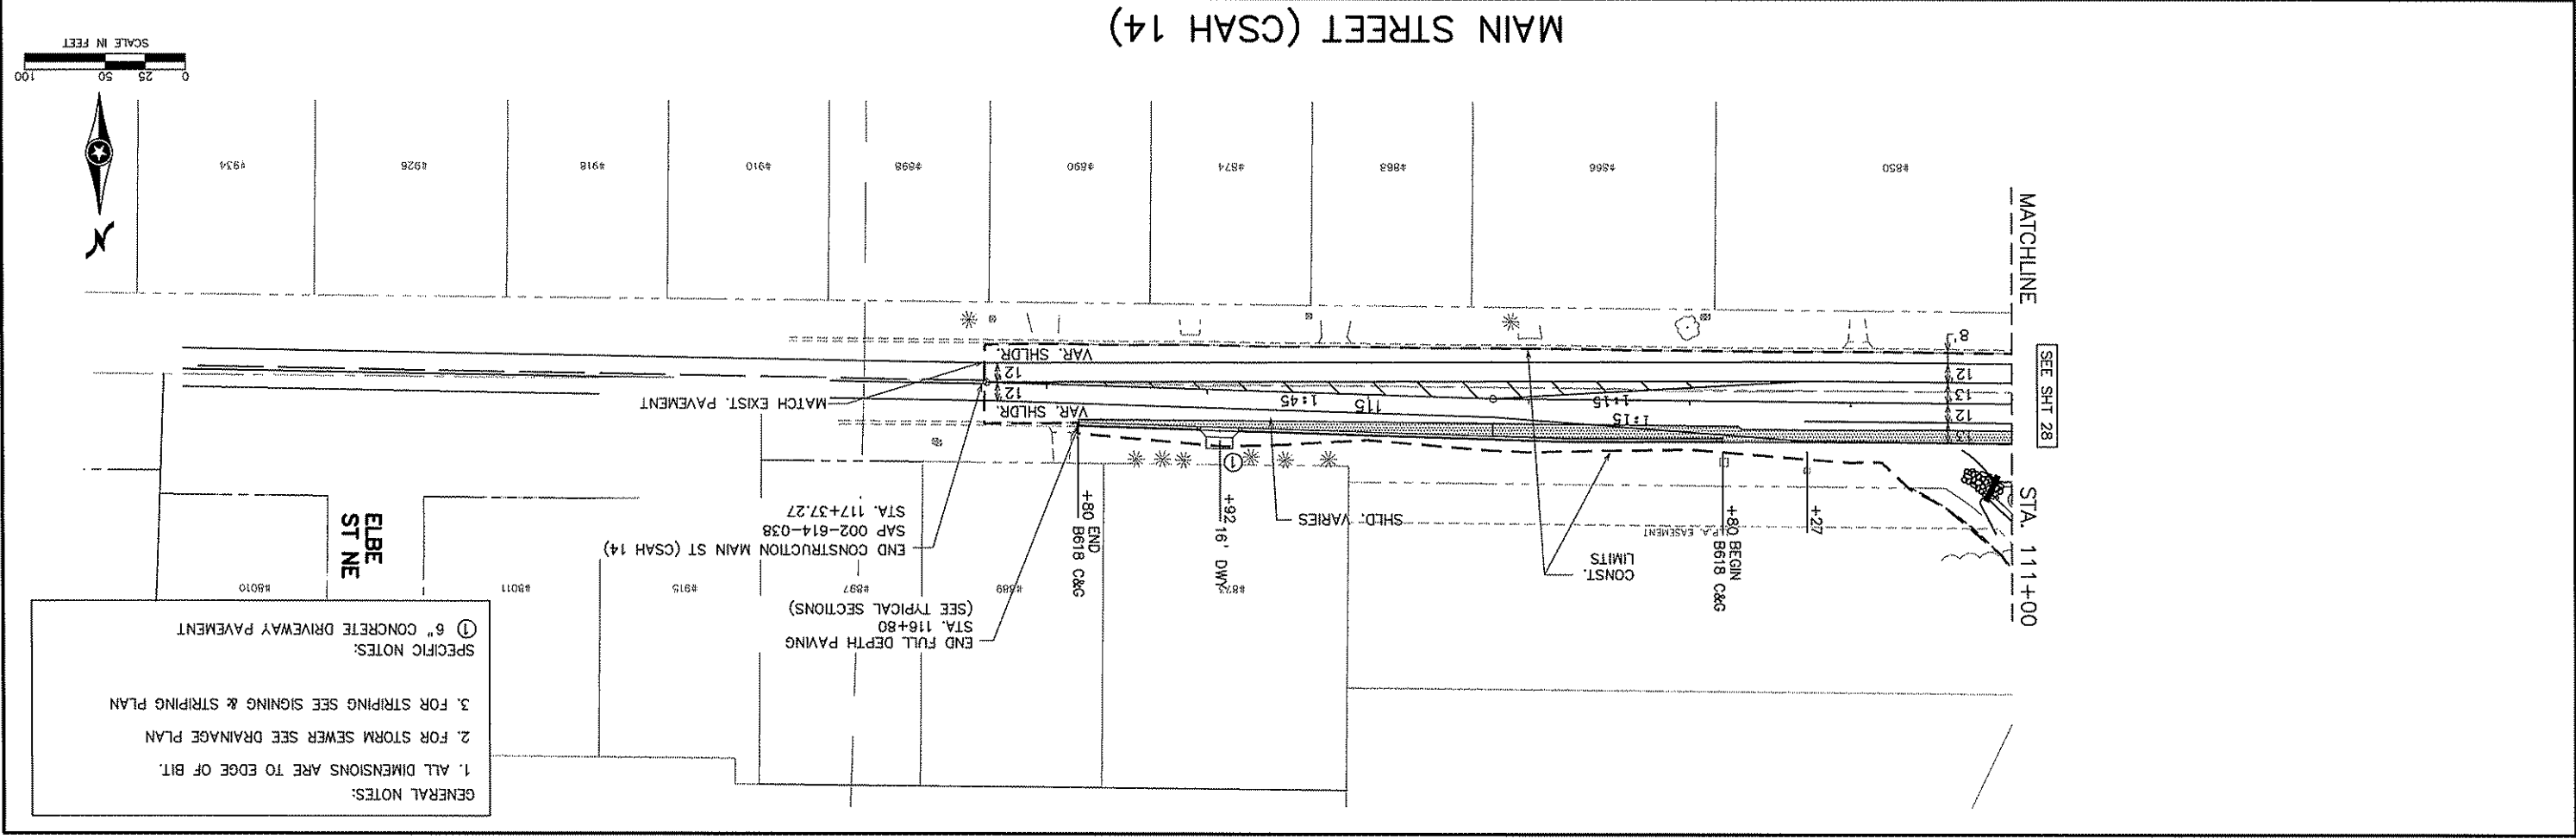 GENERAL NOTES:
1. ALL DIMENSIONS ARE TO EDGE OF BIT.
2. FOR STORM SEWER SEE DRAINAGE PLAN
3. FOR STRIPING SEE SIGNING & STRIPING PLAN
SPECIFIC NOTES:
① 6" CONCRETE DRIVEWAY PAVEMENT
END FULL DEPTH PAVING
STA. 116+80
(SEE TYPICAL SECTIONS)
#873
#889
#897
#915
#8011
#8010
CONST.
LIMITS
END CONSTRUCTION MAIN ST (CSAH 14)
SAP 002-614-038
STA. 117+37.27
ELBE
ST NE
STA. 111+00
MATCHLINE
SEE SHT 28
+27
+80 BEGIN
B618 C&G
EASEMENT
SHLD. VARIES
+92 16' DWY
+80 END
B618 C&G
①
13
12
13
12
8'
1:15
1:15
115
1:45
VAR. SHLDR.
12
12
VAR. SHLDR.
MATCH EXIST. PAVEMENT
#850
#866
#868
#874
#890
#898
#910
#918
#926
#934
N
0 25 50 100
SCALE IN FEET
MAIN STREET (CSAH 14)